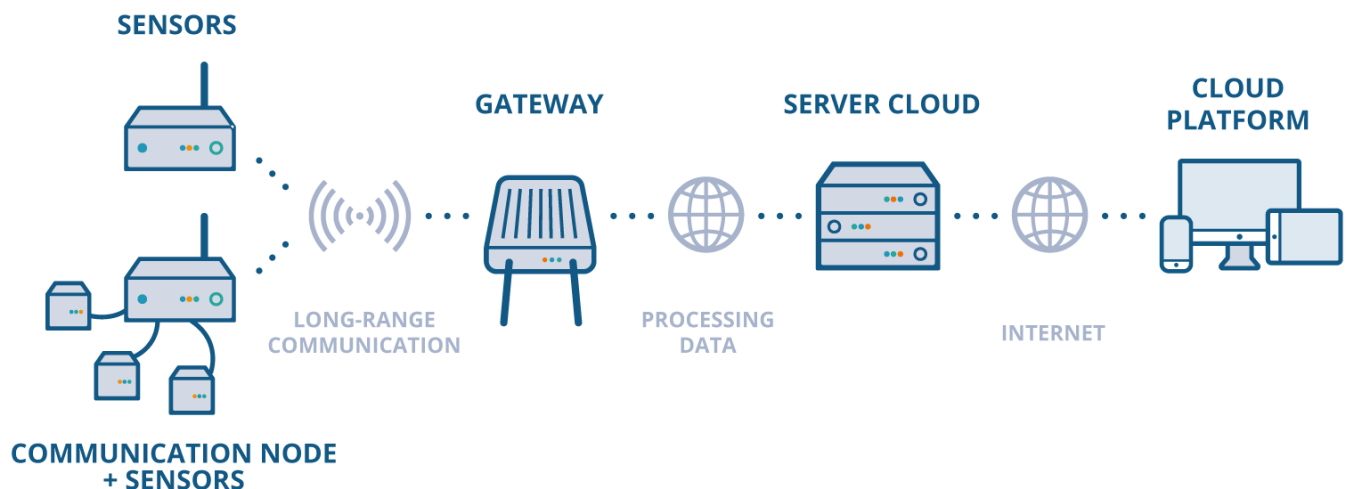 SENSORS
GATEWAY
SERVER CLOUD
CLOUD
PLATFORM
LONG-RANGE
COMMUNICATION
PROCESSING
DATA
INTERNET
COMMUNICATION NODE
+ SENSORS